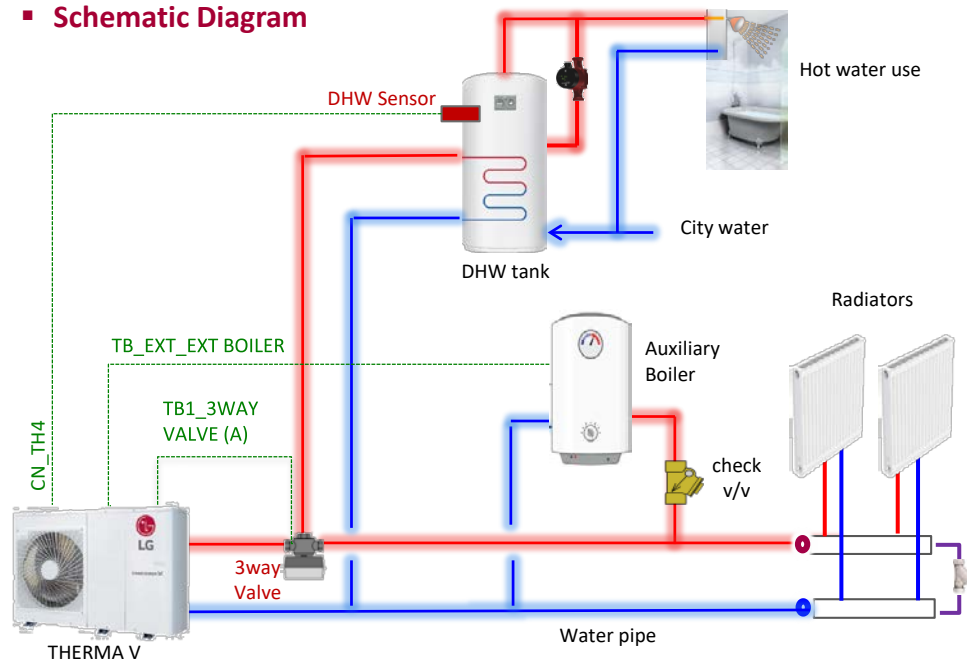 ▪ Schematic Diagram
Hot water use
DHW Sensor
City water
DHW tank
Radiators
TB_EXT_EXT BOILER
Auxiliary
Boiler
TB1_3WAY
VALVE (A)
CN_TH4
check
v/v
LG
3way
Valve
Water pipe
THERMA V